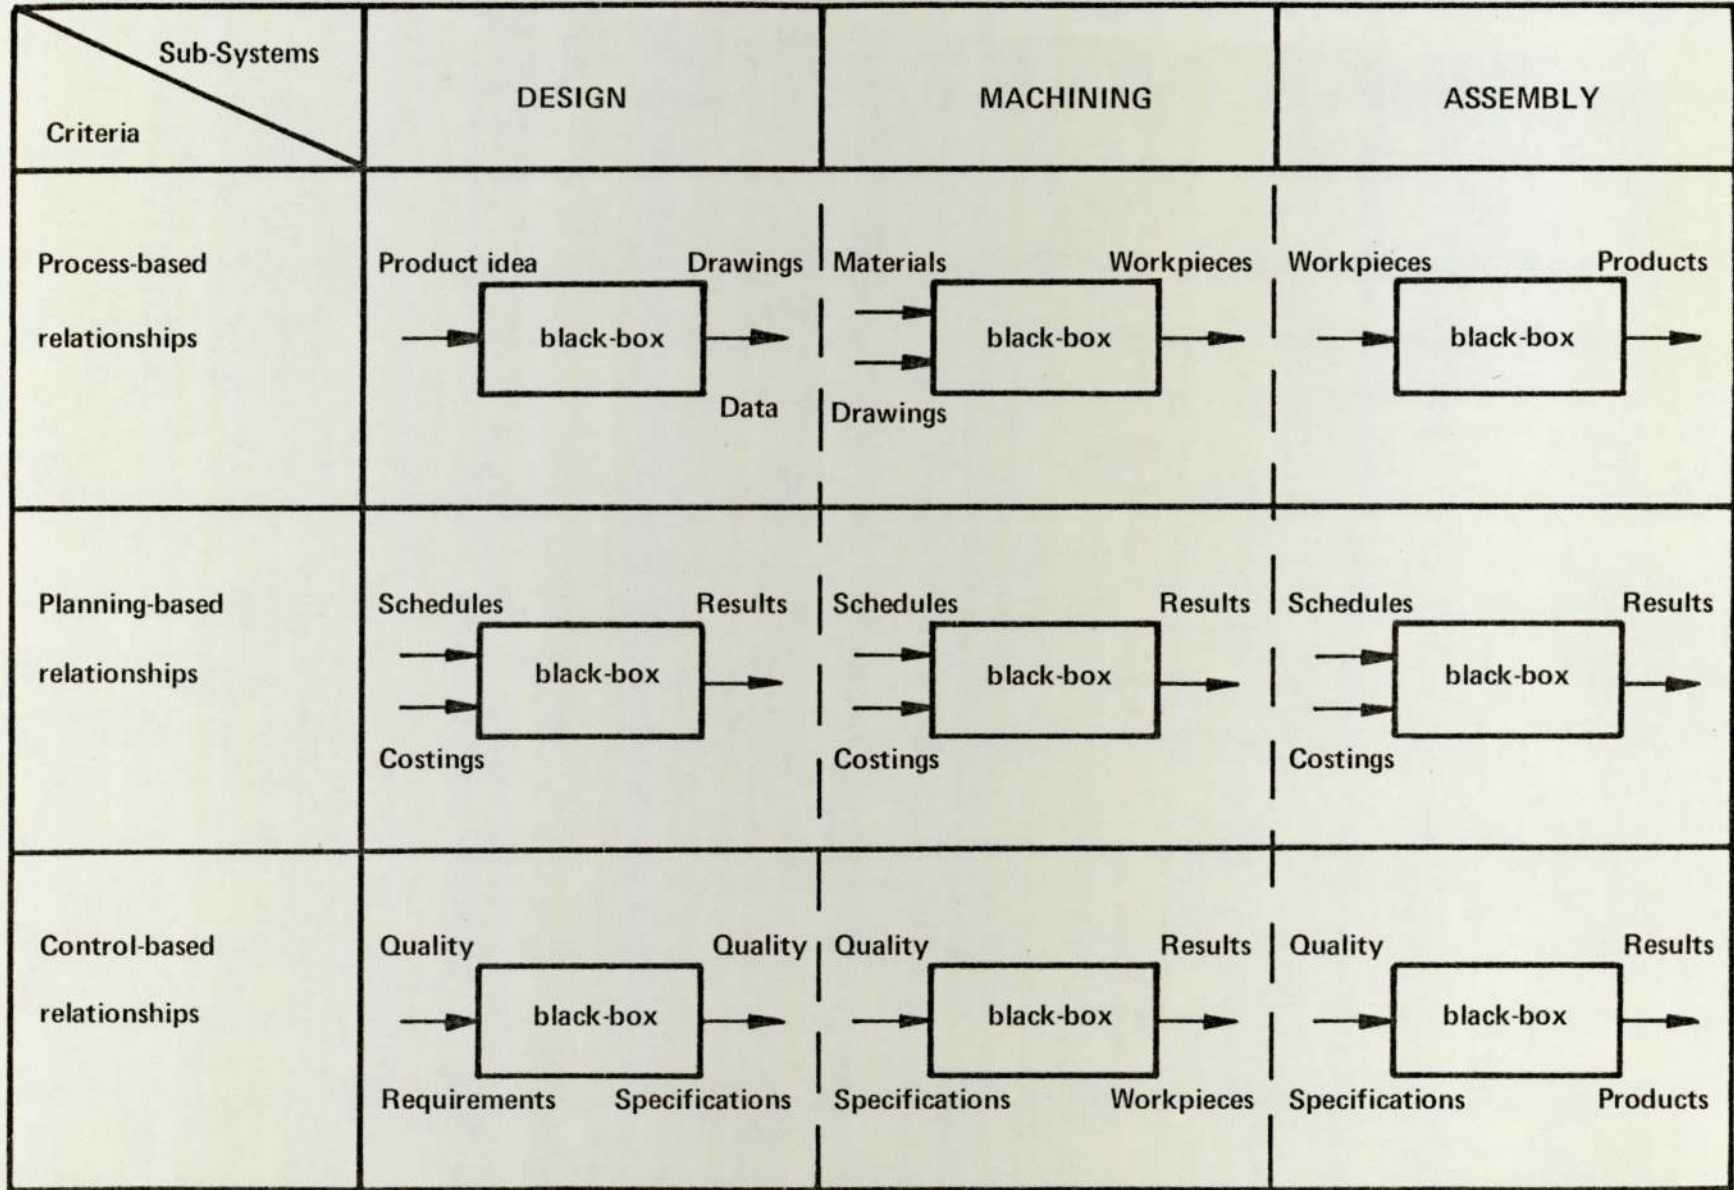 Sub-Systems
Criteria
DESIGN
MACHINING
ASSEMBLY
Process-based
relationships
Product idea
Drawings
black-box
Data
Materials
Workpieces
black-box
Drawings
Workpieces
Products
black-box
Planning-based
relationships
Schedules
Results
black-box
Costings
Schedules
Results
black-box
Costings
Schedules
Results
black-box
Costings
Control-based
relationships
Quality
Quality
black-box
Requirements
Specifications
Quality
Results
black-box
Specifications
Workpieces
Quality
Results
black-box
Specifications
Products